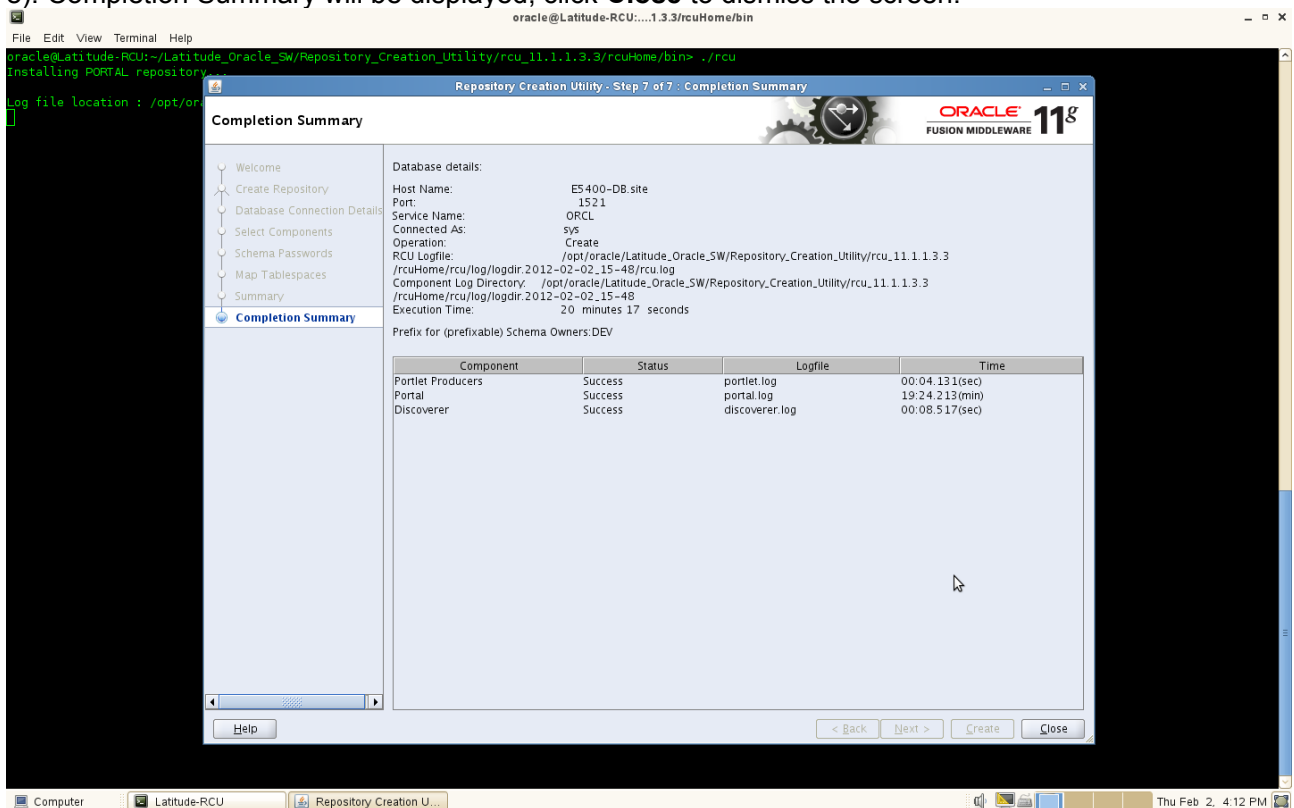 Completion Summary will be displayed, click Close to dismiss the screen.
oracle@Latitude-RCU:....1.3.3/rcuHome/bin
File Edit View Terminal Help
oracle@Latitude-RCU:~/Latitude_Oracle_SW/Repository_Creation_Utility/rcu_11.1.1.3.3/rcuHome/bin> ./rcu
Installing PORTAL repository...
Log file location : /opt/or
Repository Creation Utility - Step 7 of 7 : Completion Summary
Completion Summary
ORACLE
FUSION MIDDLEWARE 11g
Welcome
Create Repository
Database Connection Details
Select Components
Schema Passwords
Map Tablespaces
Summary
Completion Summary
Database details:
Host Name: E5400-DB.site
Port: 1521
Service Name: ORCL
Connected As: sys
Operation: Create
RCU Logfile: /opt/oracle/Latitude_Oracle_SW/Repository_Creation_Utility/rcu_11.1.1.3.3
/rcuHome/rcu/log/logdir.2012-02-02_15-48/rcu.log
Component Log Directory: /opt/oracle/Latitude_Oracle_SW/Repository_Creation_Utility/rcu_11.1.1.3.3
/rcuHome/rcu/log/logdir.2012-02-02_15-48
Execution Time: 20 minutes 17 seconds
Prefix for (prefixable) Schema Owners:DEV
Component Status Logfile Time
Portlet Producers Success portlet.log 00:04.131(sec)
Portal Success portal.log 19:24.213(min)
Discoverer Success discoverer.log 00:08.517(sec)
Help < Back Next > Create Close
Computer Latitude-RCU Repository Creation U... Thu Feb 2, 4:12 PM